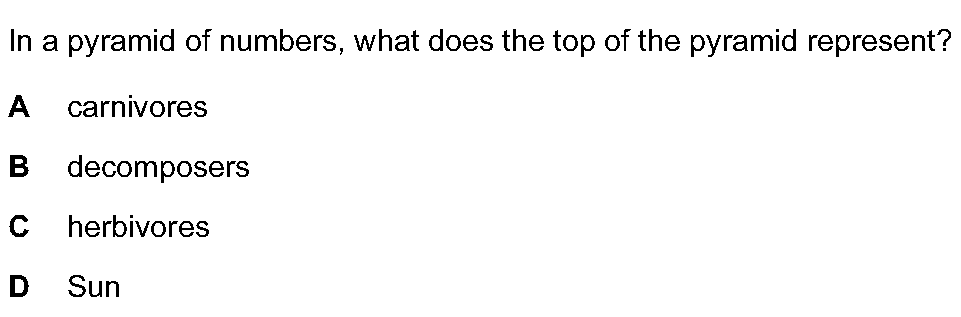 In a pyramid of numbers, what does the top of the pyramid represent?
A carnivores
B decomposers
C herbivores
D Sun